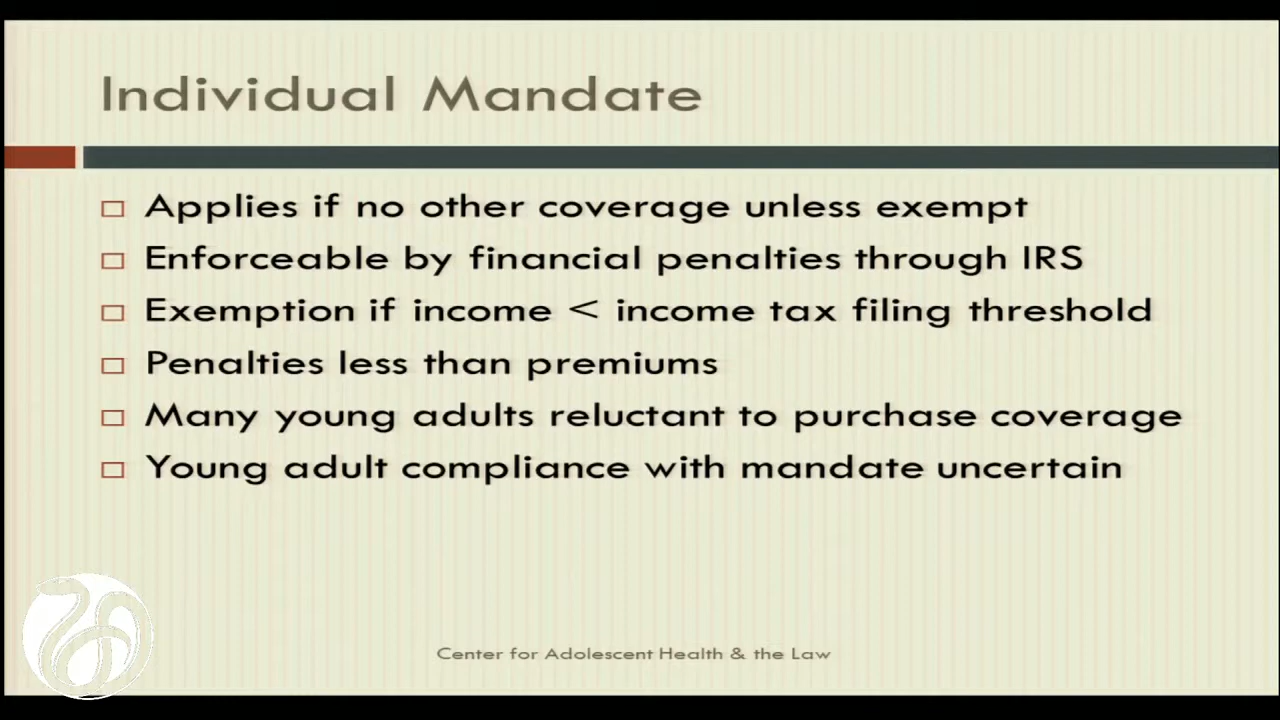 Individual Mandate
Applies if no other coverage unless exempt
Enforceable by financial penalties through IRS
Exemption if income < income tax filing threshold
Penalties less than premiums
Many young adults reluctant to purchase coverage
Young adult compliance with mandate uncertain
Center for Adolescent Health & the Law